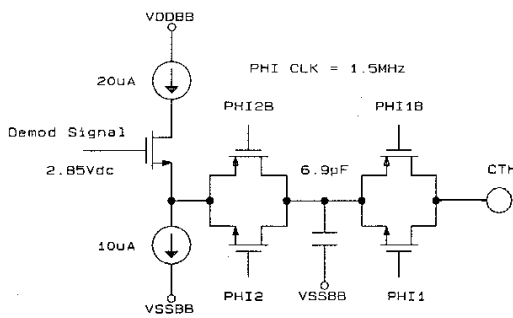 VDDBB
20uA
PHI CLK = 1.5MHz
PHI2B
PHI1B
Demod Signal
2.85Vdc
6.9pF
CTH
10uA
VSSBB
PHI2
VSSBB
PHI1